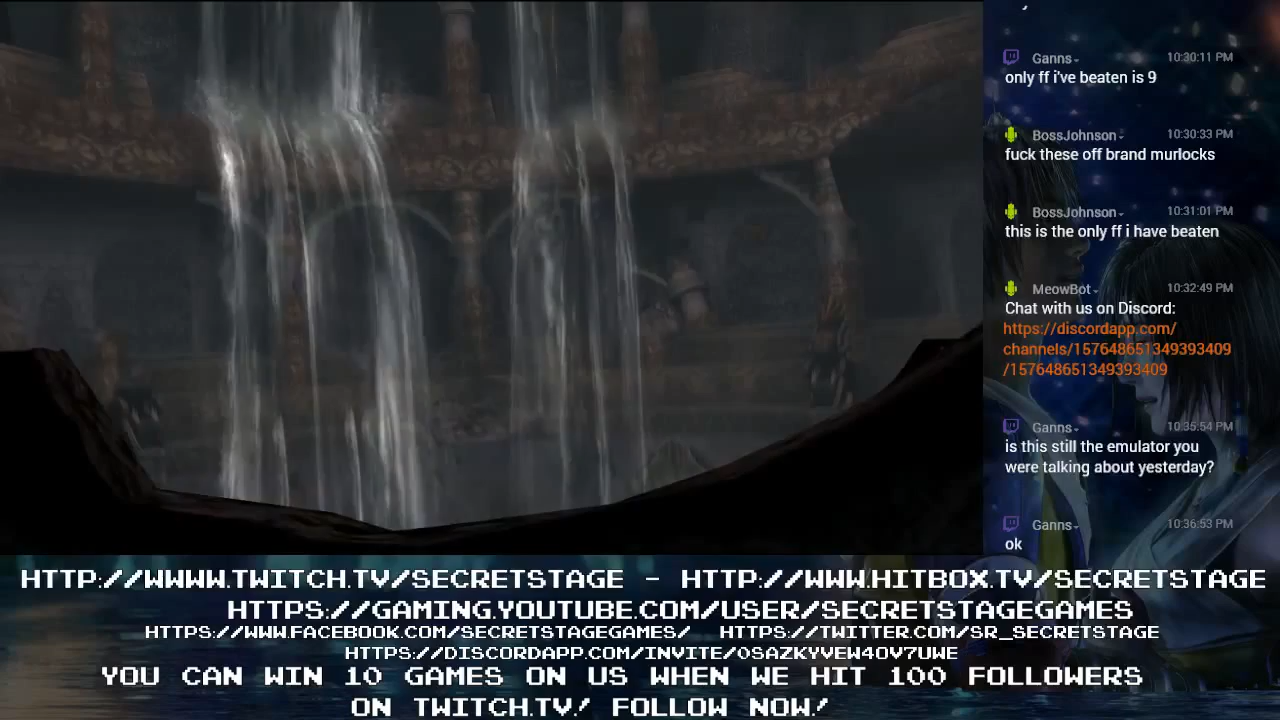 Ganns 10:30:11 PM
only ff i've beaten is 9
BossJohnson 10:30:33 PM
fuck these off brand murlocks
BossJohnson 10:31:01 PM
this is the only ff i have beaten
MeowBot 10:32:49 PM
Chat with us on Discord:
https://discordapp.com/
channels/157648651349393409
/157648651349393409
Ganns 10:35:54 PM
is this still the emulator you
were talking about yesterday?
Ganns 10:36:53 PM
ok
HTTP://WWWW.TWITCH.TV/SECRETSTAGE - HTTP://WWW.HITBOX.TV/SECRETSTAGE
HTTPS://GAMING.YOUTUBE.COM/USER/SECRETSTAGEGAMES
HTTPS://WWW.FACEBOOK.COM/SECRETSTAGEGAMES/ HTTPS://TWITTER.COM/SR_SECRETSTAGE
HTTPS://DISCORDAPP.COM/INVITE/0SAZKYVEW4OV7UWE
YOU CAN WIN 10 GAMES ON US WHEN WE HIT 100 FOLLOWERS
ON TWITCH.TV! FOLLOW NOW!